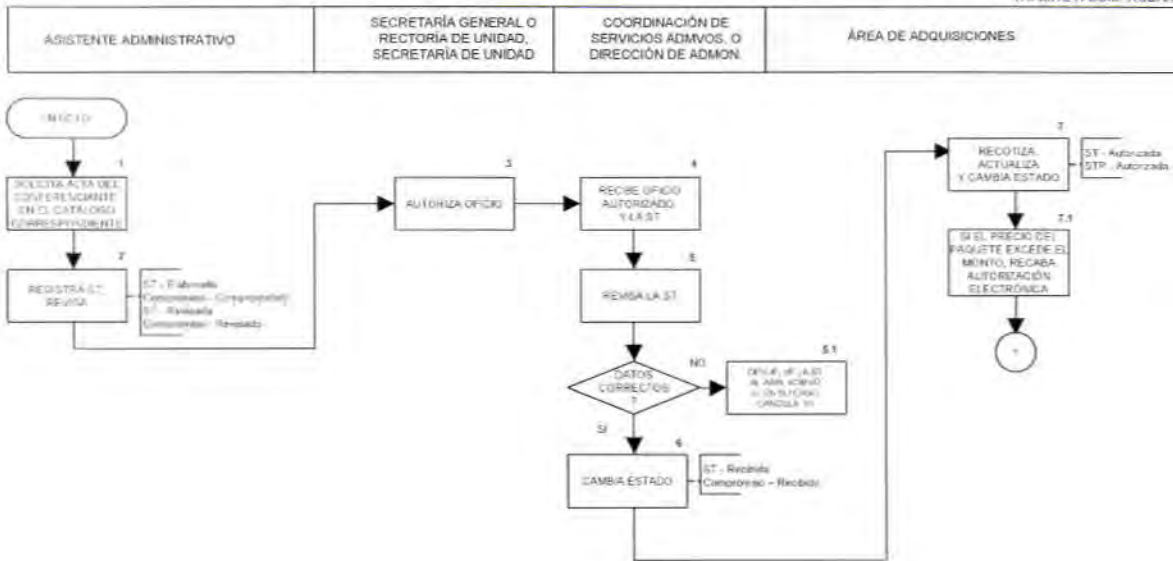 ASISTENTE ADMINISTRATIVO
SECRETARÍA GENERAL O
RECTORÍA DE UNIDAD,
SECRETARÍA DE UNIDAD
COORDINACIÓN DE
SERVICIOS ADMVOS. O
DIRECCIÓN DE ADMON.
ÁREA DE ADQUISICIONES
INICIO
1
SOLICITA ALTA DEL
CONFERENCIANTE
EN EL CATÁLOGO
CORRESPONDIENTE
2
REGISTRA ST,
REVISA
ST - Elaborada
Compromiso -
ST - Revisada
Compromiso - Revisado
3
AUTORIZA OFICIO
4
RECIBE OFICIO
AUTORIZADO
Y LA ST
5
REVISA LA ST
DATOS
CORRECTOS
?
NO
5.1
SI
6
CAMBIA ESTADO
ST - Recibida
Compromiso – Recibido
7
RECOTIZA,
ACTUALIZA
Y CAMBIA ESTADO
ST - Autorizada
STP - Autorizada
7.1
SI EL PRECIO DEL
PAQUETE EXCEDE EL
MONTO, RECABA
AUTORIZACIÓN
ELECTRÓNICA
1